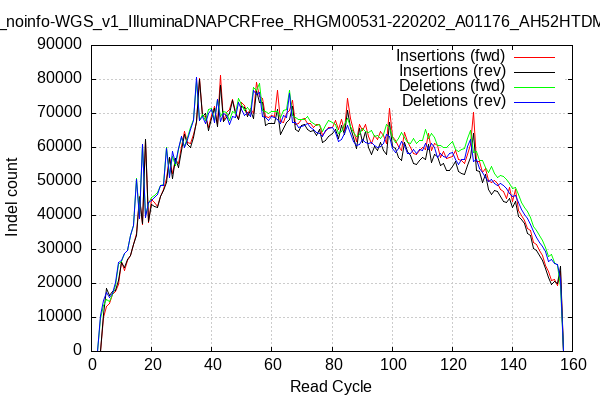 _noinfo-WGS_v1_IlluminaDNAPCRFree_RHGM00531-220202_A01176_AH52HTDM
Insertions (fwd)
Insertions (rev)
Deletions (fwd)
Deletions (rev)
90000
80000
70000
60000
50000
40000
30000
20000
10000
0
Indel count
0 20 40 60 80 100 120 140 160
Read Cycle